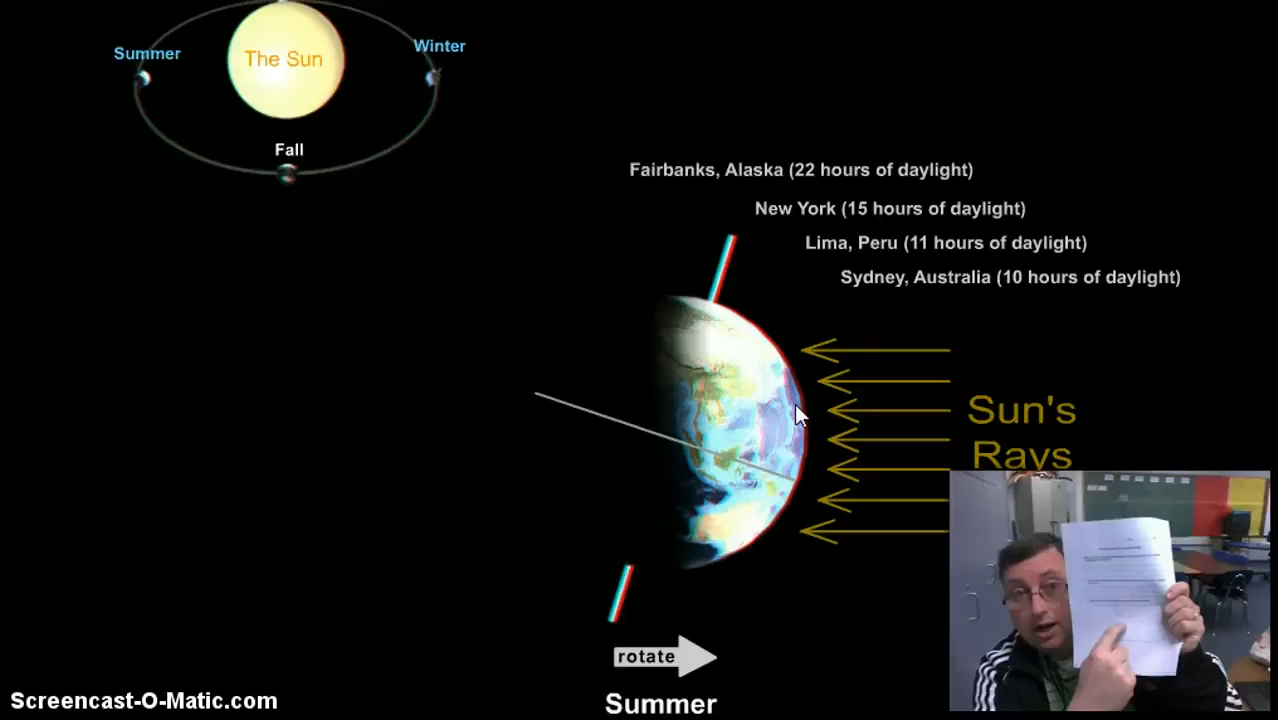 Summer
Winter
The Sun
Fall
Fairbanks, Alaska (22 hours of daylight)
New York (15 hours of daylight)
Lima, Peru (11 hours of daylight)
Sydney, Australia (10 hours of daylight)
Sun's
Rays
rotate
Summer
Screencast-O-Matic.com